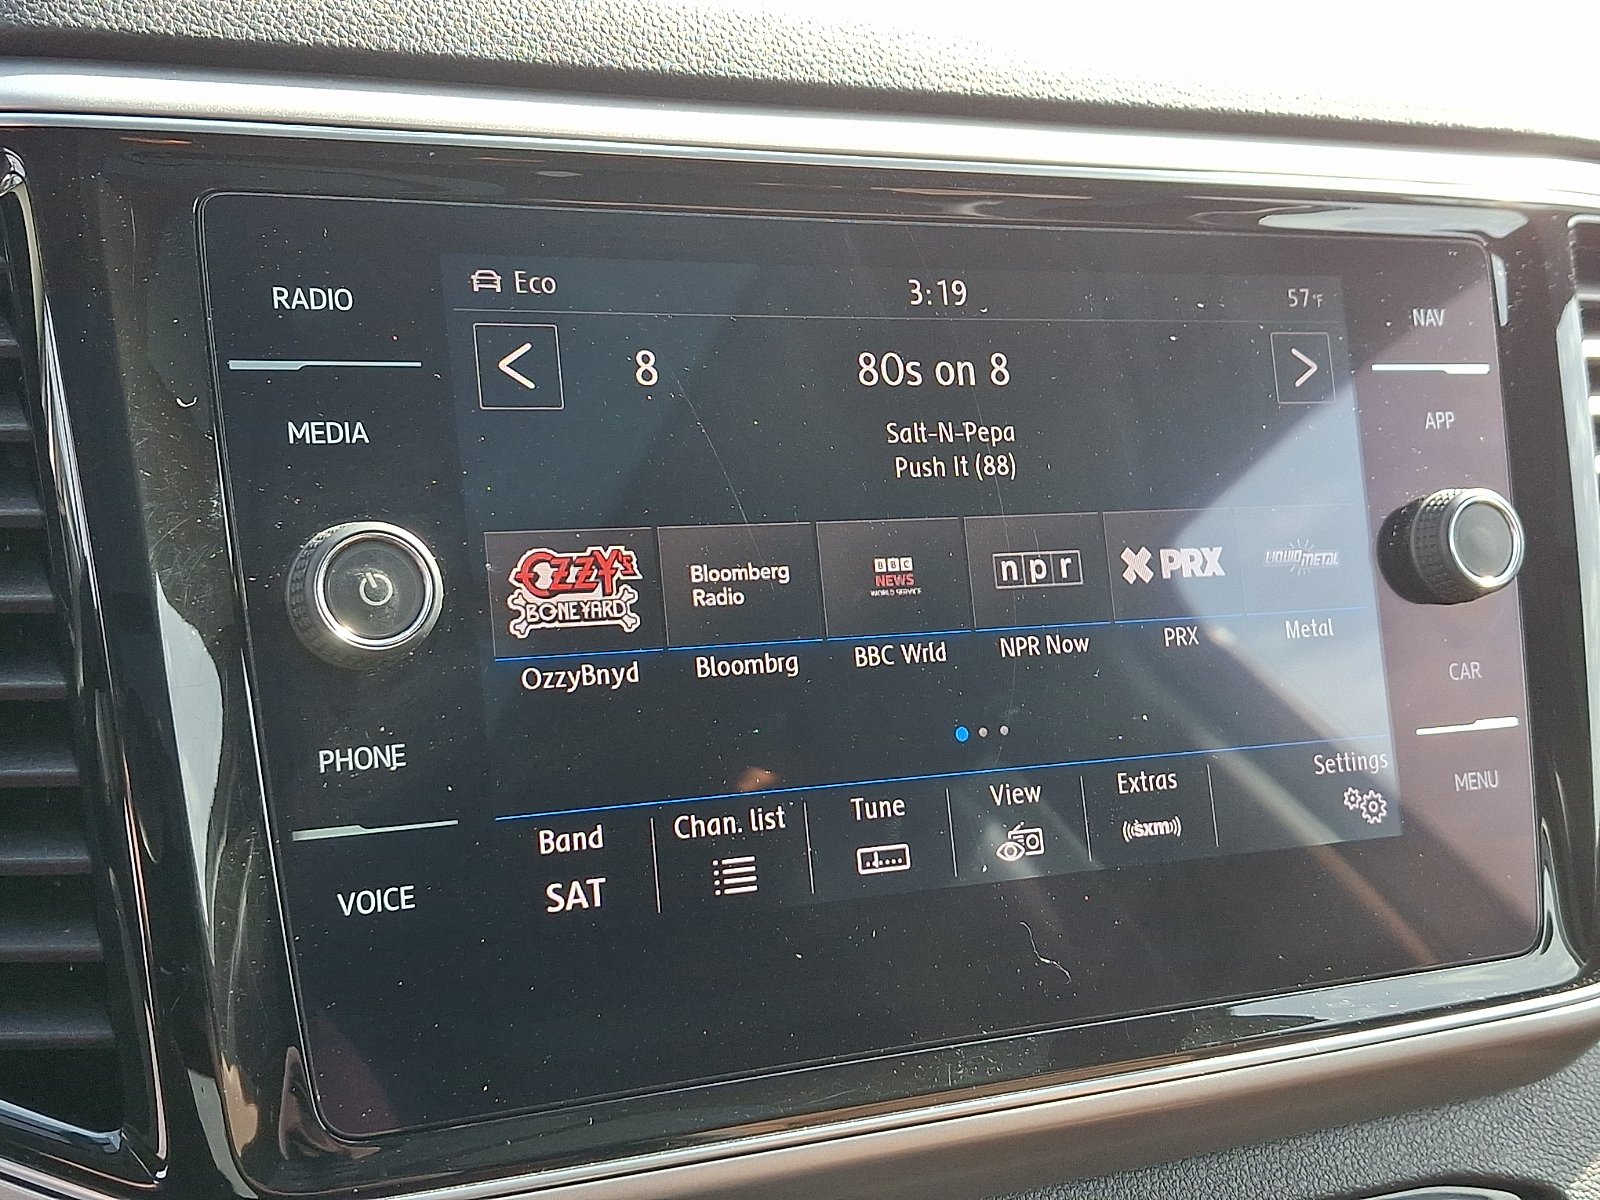 RADIO
MEDIA
PHONE
VOICE
Eco
3:19
57°F
8
80s on 8
Salt-N-Pepa
Push It (88)
OZZY's
BONEYARD
Bloomberg
Radio
BBC
NEWS
WORLD SERVICE
npr
PRX
LIQUID METAL
OzzyBnyd
Bloombrg
BBC Wrld
NPR Now
PRX
Metal
Band
SAT
Chan. list
Tune
View
Extras
((sxm))
Settings
NAV
APP
CAR
MENU